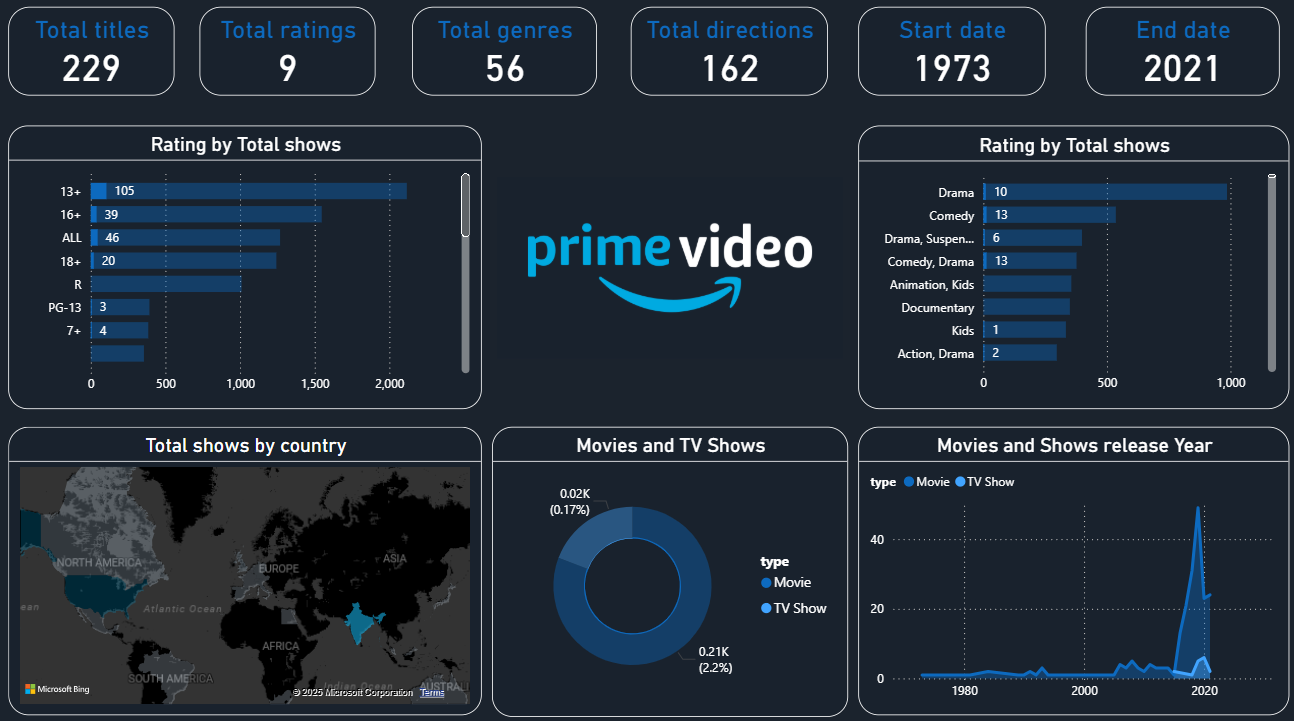 Total titles
229
Total ratings
9
Total genres
56
Total directions
162
Start date
1973
End date
2021
Rating by Total shows
13+
105
16+
39
ALL
46
18+
20
R
PG-13
3
7+
4
0
500
1,000
1,500
2,000
prime video
Rating by Total shows
Drama
10
Comedy
13
Drama, Suspen...
6
Comedy, Drama
13
Animation, Kids
Documentary
Kids
1
Action, Drama
2
0
500
1,000
Total shows by country
NORTH AMERICA
EUROPE
ASIA
ean
Atlantic Ocean
AFRICA
SOUTH AMERICA
Indian Ocean
AUSTRAL
Microsoft Bing
© 2025 Microsoft Corporation
Terms
Movies and TV Shows
0.02K
(0.17%)
0.21K
(2.2%)
type
Movie
TV Show
Movies and Shows release Year
type
Movie
TV Show
40
20
0
1980
2000
2020